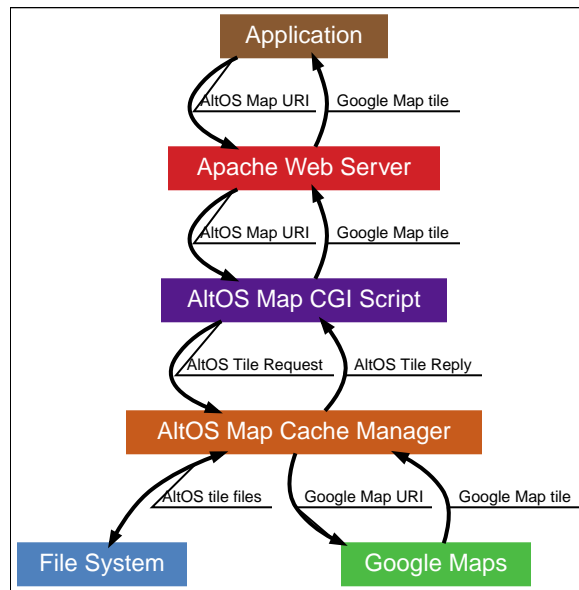 Application
AltOS Map URI
Google Map tile
Apache Web Server
AltOS Map URI
Google Map tile
AltOS Map CGI Script
AltOS Tile Request
AltOS Tile Reply
AltOS Map Cache Manager
AltOS tile files
Google Map URI
Google Map tile
File System
Google Maps